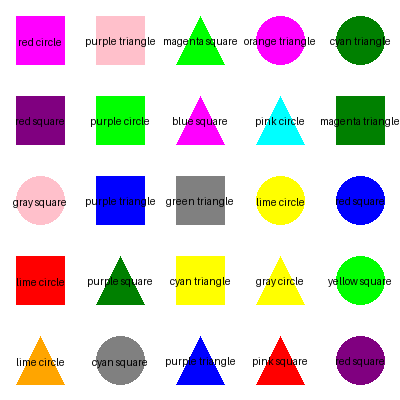 red circle purple triangle magenta square orange triangle cyan triangle
red square purple circle blue square pink circle magenta triangle
gray square purple triangle green triangle lime circle red square
lime circle purple square cyan triangle gray circle yellow square
lime circle cyan square purple triangle pink square red square